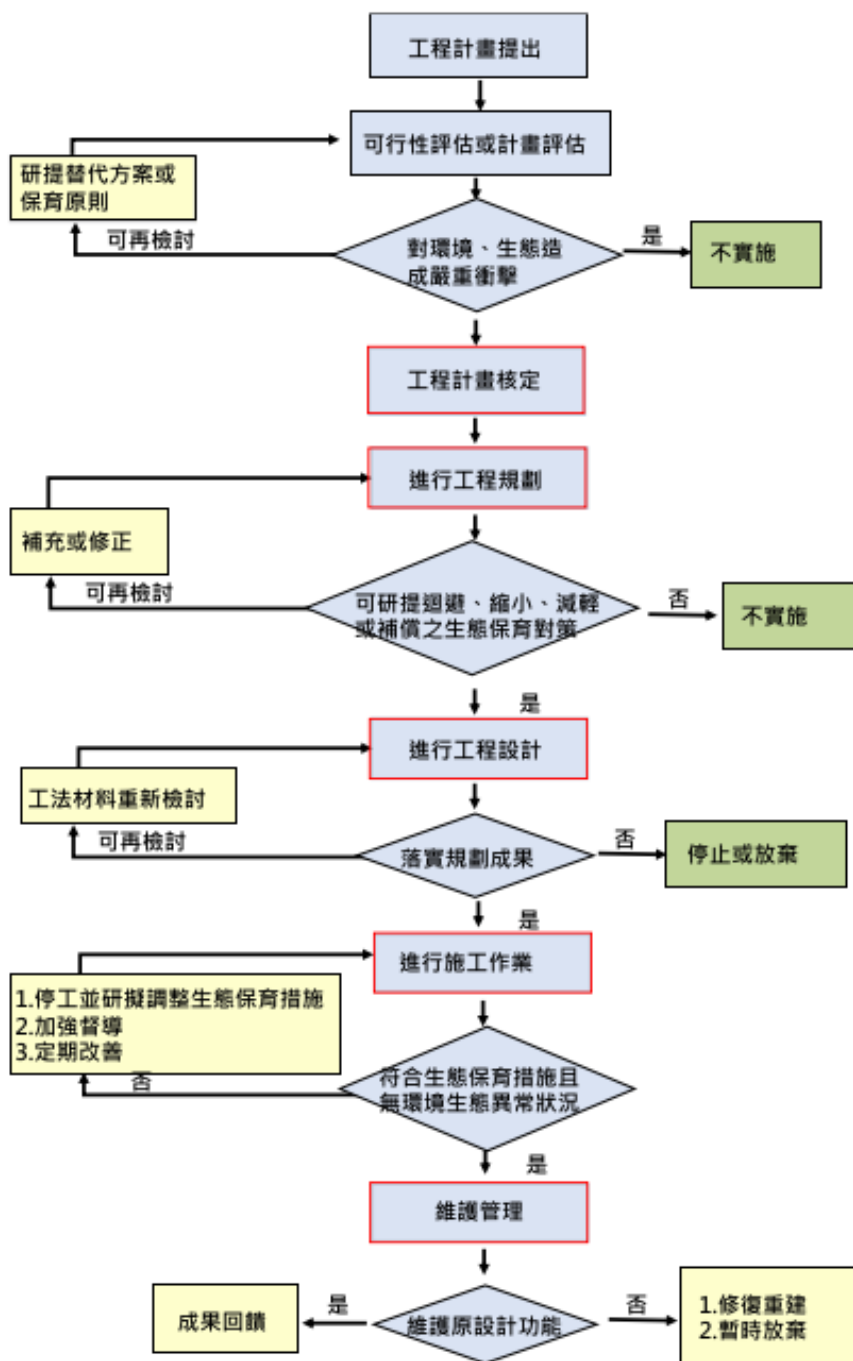 工程計畫提出
可行性評估或計畫評估
研提替代方案或
保育原則
可再檢討
對環境、生態造
成嚴重衝擊
是
不實施
工程計畫核定
進行工程規劃
補充或修正
可再檢討
可研提迴避、縮小、減輕
或補償之生態保育對策
否
不實施
是
進行工程設計
工法材料重新檢討
可再檢討
落實規劃成果
否
停止或放棄
是
進行施工作業
1.停工並研擬調整生態保育措施
2.加強督導
3.定期改善
否
符合生態保育措施且
無環境生態異常狀況
是
維護管理
成果回饋
是
維護原設計功能
否
1.修復重建
2.暫時放棄